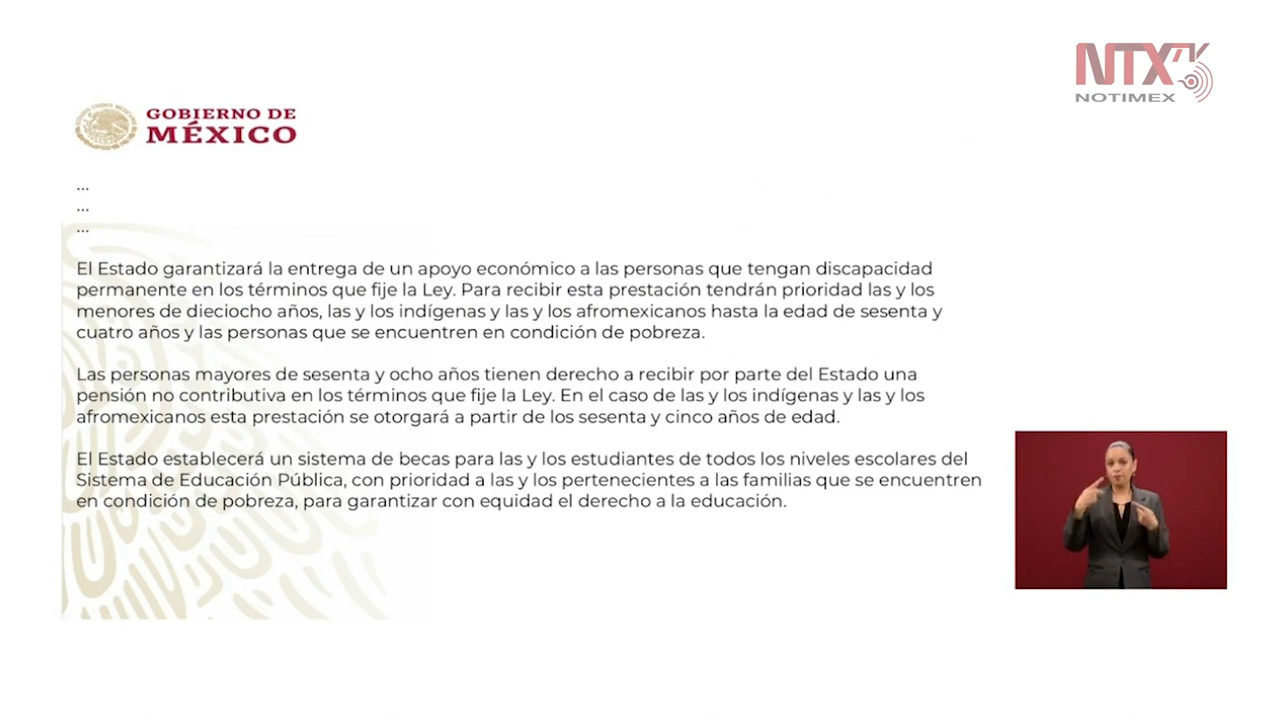 NTX TV
NOTIMEX
GOBIERNO DE
MÉXICO
...
...
...
El Estado garantizará la entrega de un apoyo económico a las personas que tengan discapacidad
permanente en los términos que fije la Ley. Para recibir esta prestación tendrán prioridad las y los
menores de dieciocho años, las y los indígenas y las y los afromexicanos hasta la edad de sesenta y
cuatro años y las personas que se encuentren en condición de pobreza.
Las personas mayores de sesenta y ocho años tienen derecho a recibir por parte del Estado una
pensión no contributiva en los términos que fije la Ley. En el caso de las y los indígenas y las y los
afromexicanos esta prestación se otorgará a partir de los sesenta y cinco años de edad.
El Estado establecerá un sistema de becas para las y los estudiantes de todos los niveles escolares del
Sistema de Educación Pública, con prioridad a las y los pertenecientes a las familias que se encuentren
en condición de pobreza, para garantizar con equidad el derecho a la educación.